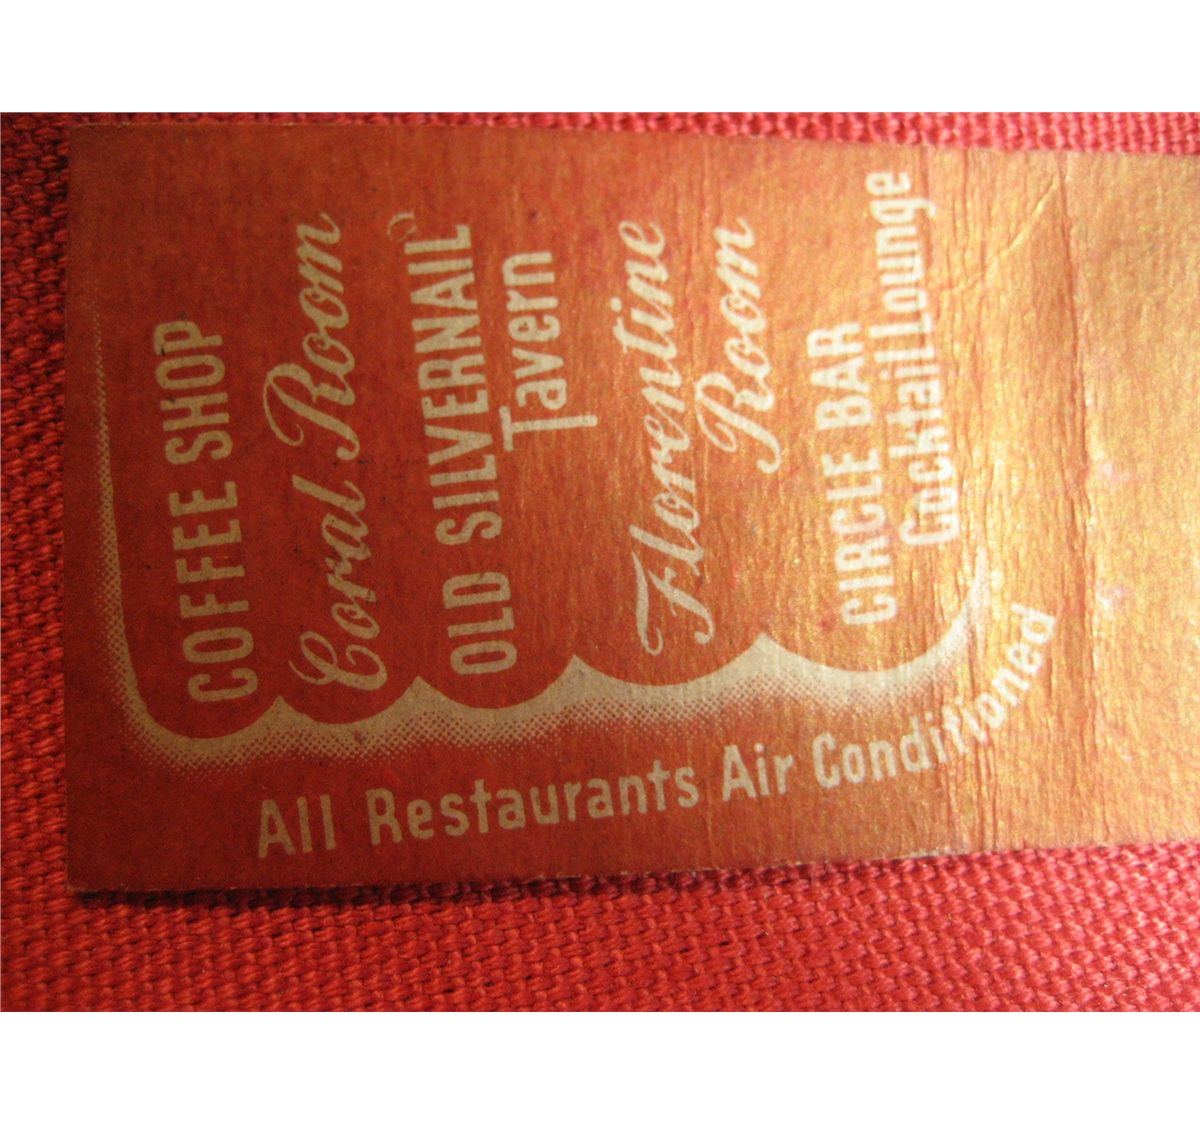 COFFEE SHOP
Coral Room
OLD SILVERNAIL
Tavern
Florentine
Room
CIRCLE BAR
Cocktail Lounge
All Restaurants Air Conditioned